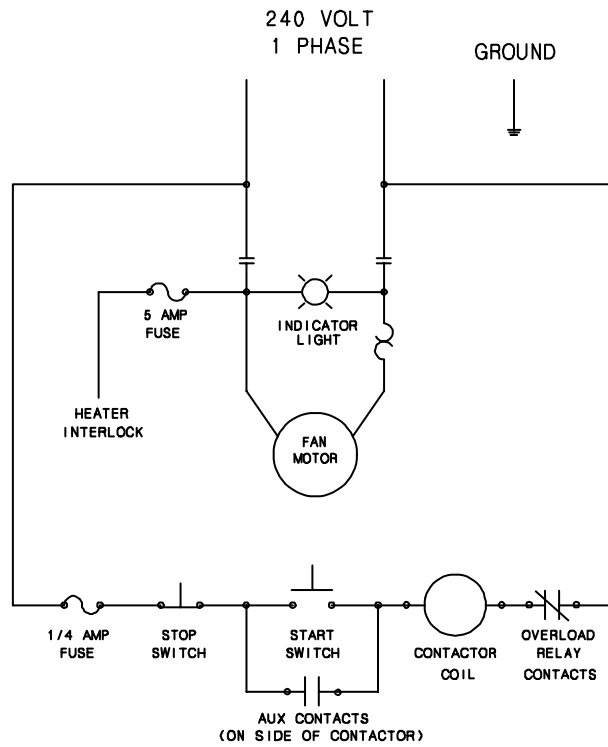 240 VOLT
1 PHASE
GROUND
5 AMP
FUSE
INDICATOR
LIGHT
HEATER
INTERLOCK
FAN
MOTOR
1/4 AMP
FUSE
STOP
SWITCH
START
SWITCH
CONTACTOR
COIL
OVERLOAD
RELAY
CONTACTS
AUX CONTACTS
(ON SIDE OF CONTACTOR)